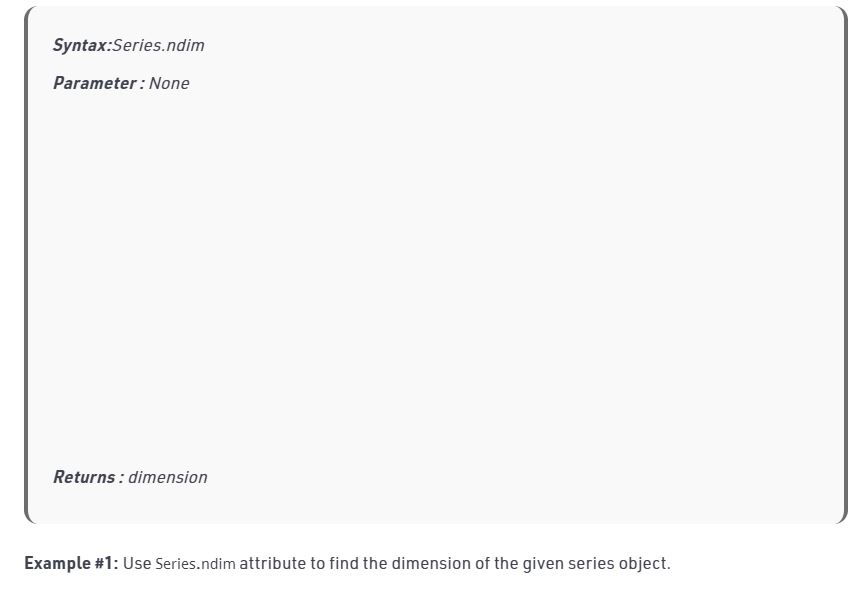 Syntax:Series.ndim
Parameter : None
Returns : dimension
Example #1: Use Series.ndim attribute to find the dimension of the given series object.